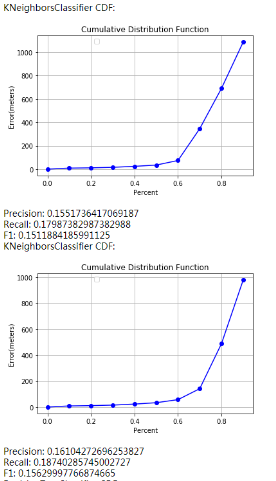 KNeighborsClassifier CDF:
Cumulative Distribution Function
1000
800
600
400
200
0
Error(meters)
0.0 0.2 0.4 0.6 0.8
Percent
Precision: 0.1551736417069187
Recall: 0.17987382987382988
F1: 0.1511884185991125
KNeighborsClassifier CDF:
Cumulative Distribution Function
1000
800
600
400
200
0
Error(meters)
0.0 0.2 0.4 0.6 0.8
Percent
Precision: 0.16104272696253827
Recall: 0.18740285745002727
F1: 0.15629997766874665